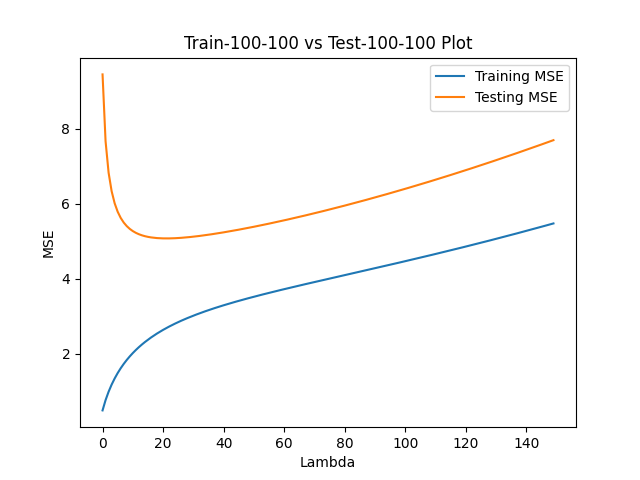 Train-100-100 vs Test-100-100 Plot
Training MSE
Testing MSE
8
6
4
2
MSE
0 20 40 60 80 100 120 140
Lambda